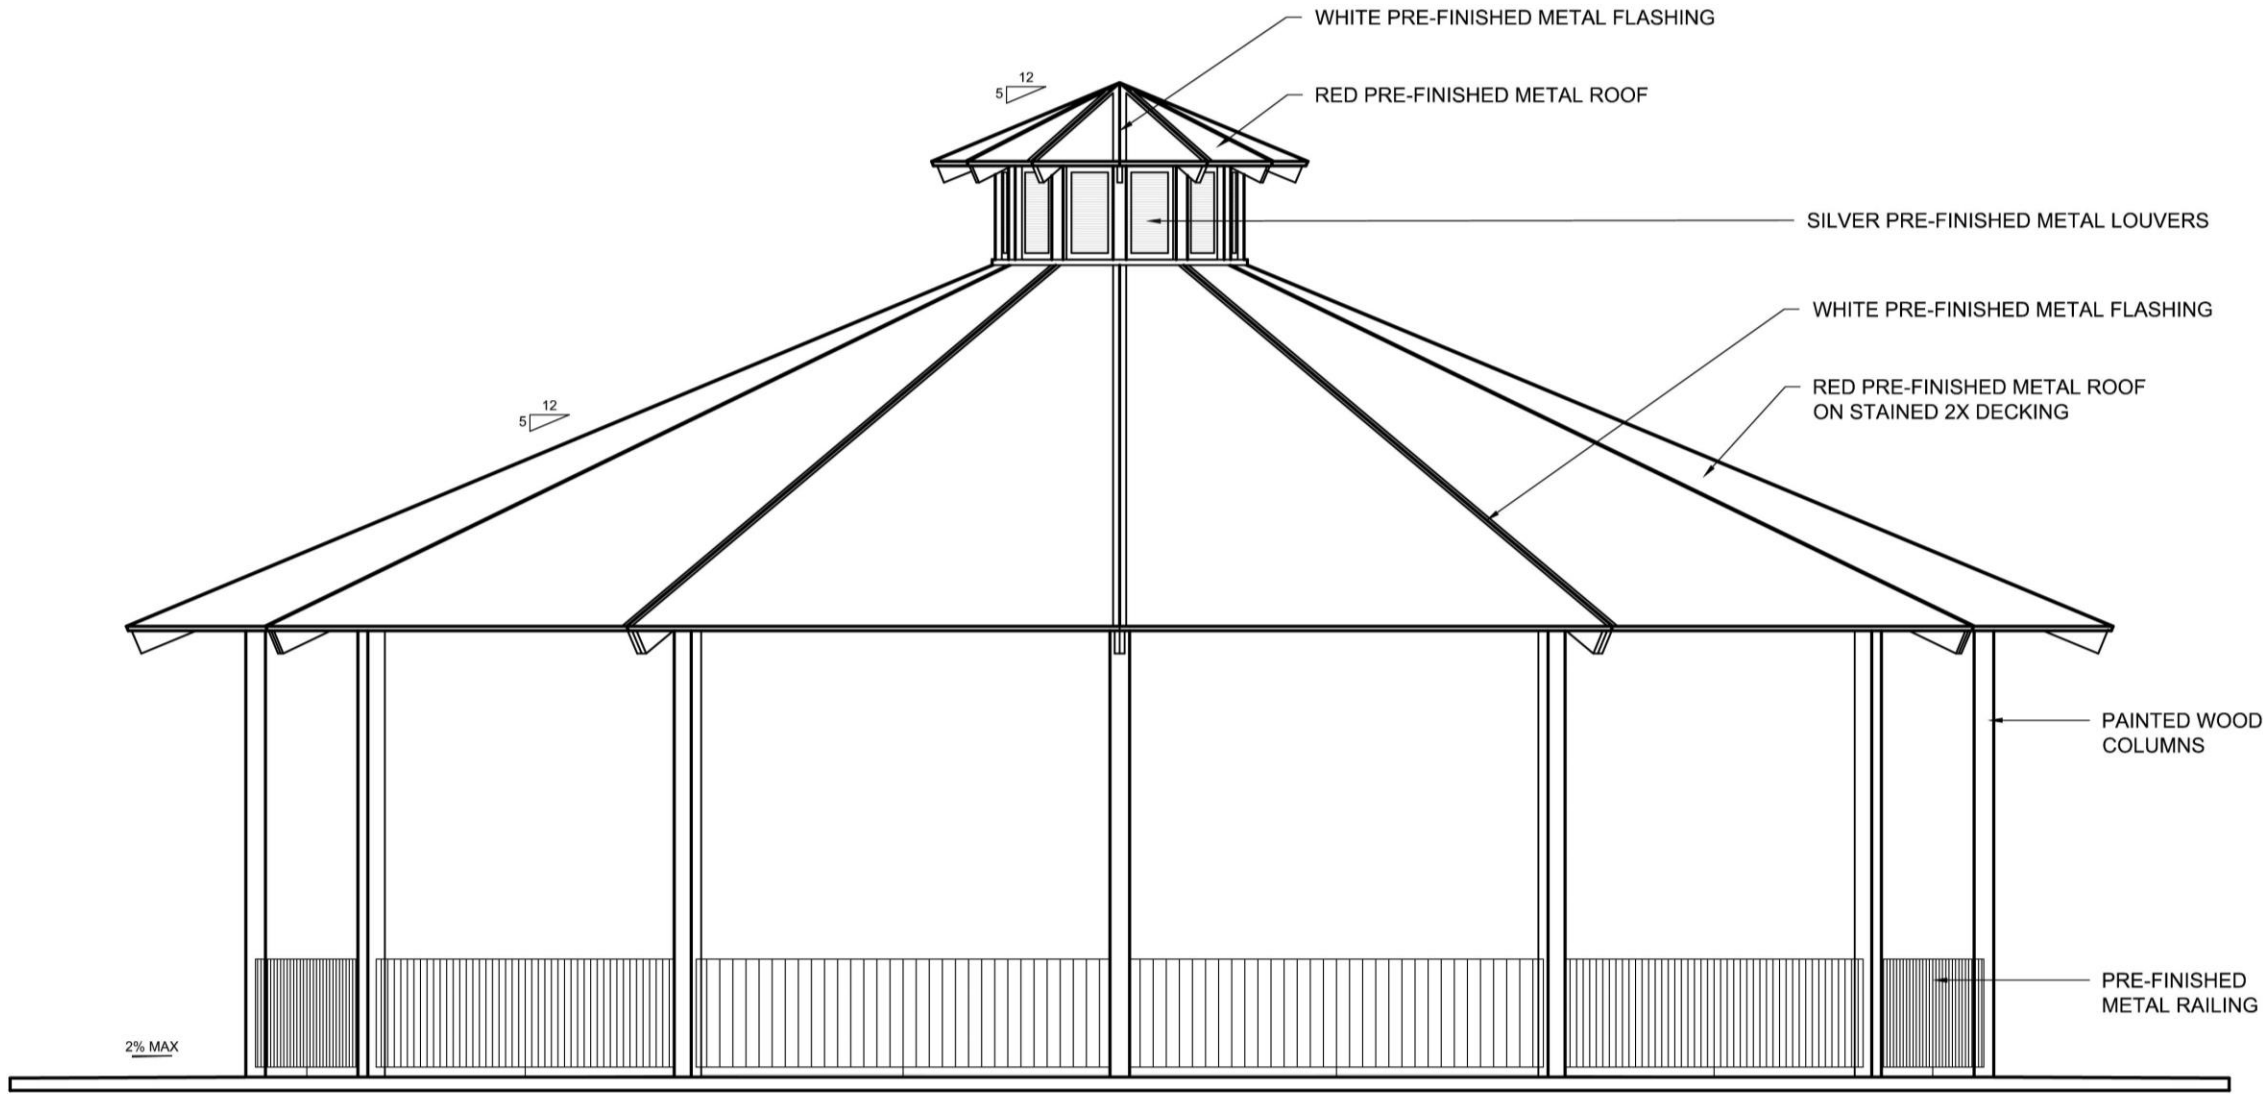 WHITE PRE-FINISHED METAL FLASHING
12
5
RED PRE-FINISHED METAL ROOF
SILVER PRE-FINISHED METAL LOUVERS
WHITE PRE-FINISHED METAL FLASHING
RED PRE-FINISHED METAL ROOF
ON STAINED 2X DECKING
12
5
PAINTED WOOD
COLUMNS
PRE-FINISHED
METAL RAILING
2% MAX